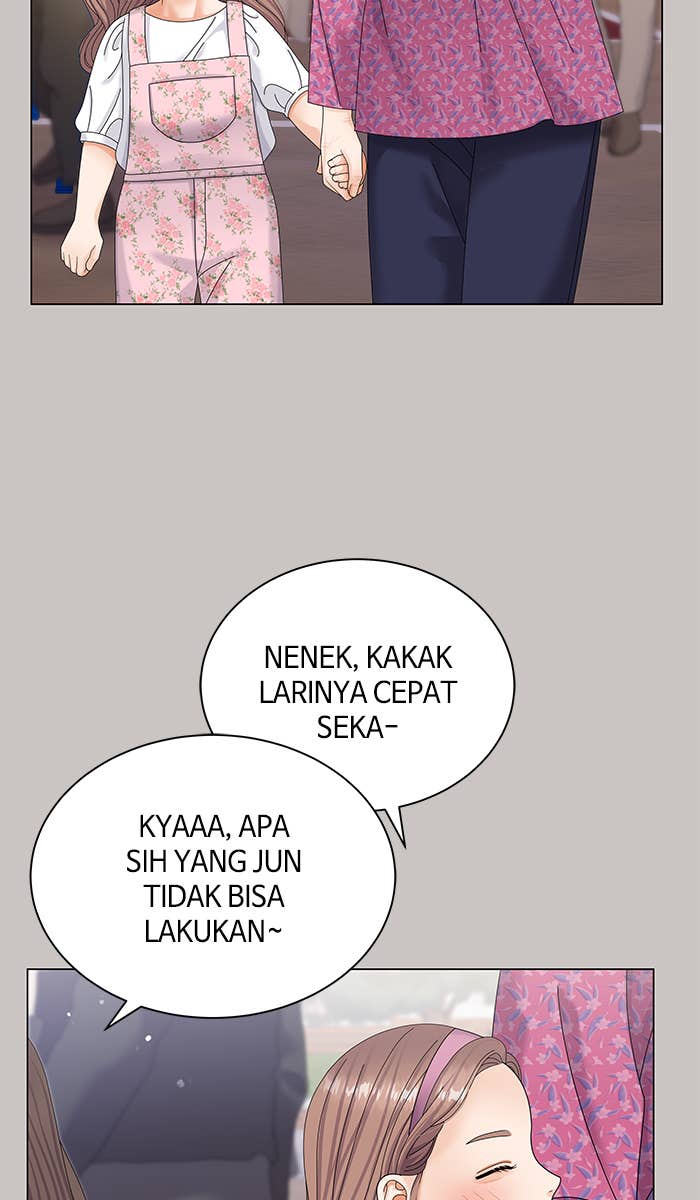 NENEK, KAKAK
LARINYA CEPAT
SEKA-
KYAAA, APA
SIH YANG JUN
TIDAK BISA
LAKUKAN~